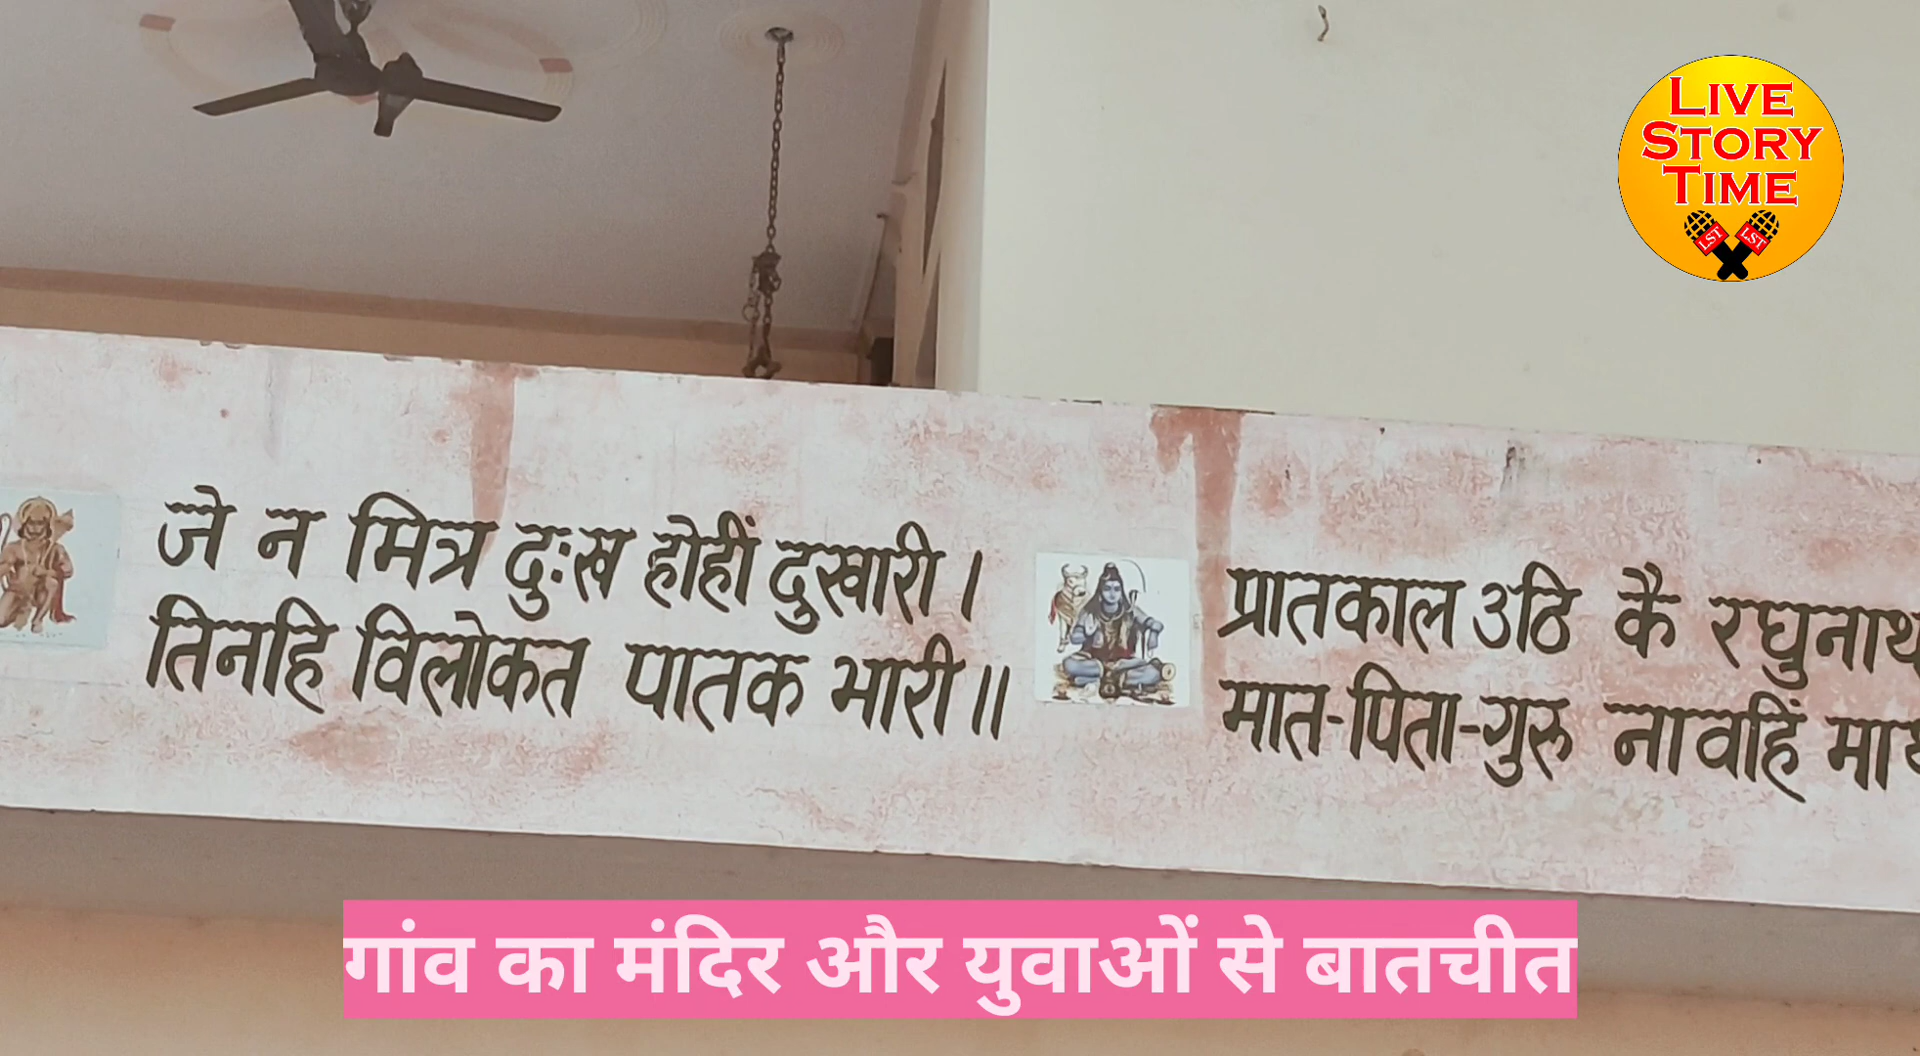 LIVE
STORY
TIME
LST LST
जे न मित्र दुःख होहीं दुखारी ।
तिनहि विलोकत पातक भारी ॥
प्रातकाल उठि कै रघुनाथ
मात-पिता-गुरु नावहिं
गांव का मंदिर और युवाओं से बातचीत